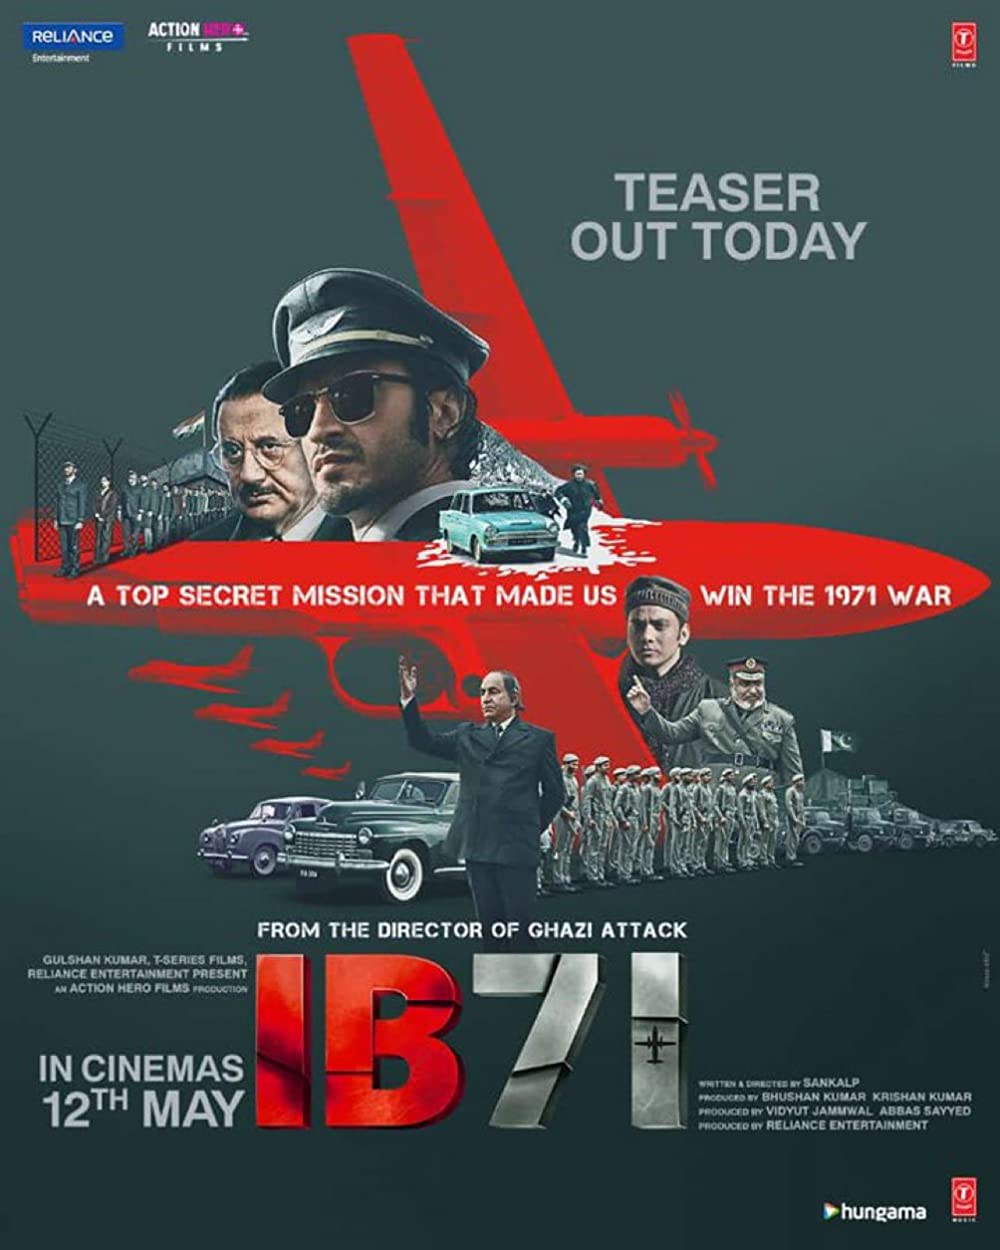 RELIANCE
Entertainment
ACTION HERO
FILMS
T
FILMS
TEASER
OUT TODAY
A TOP SECRET MISSION THAT MADE US WIN THE 1971 WAR
FROM THE DIRECTOR OF GHAZI ATTACK
GULSHAN KUMAR, T-SERIES FILMS,
RELIANCE ENTERTAINMENT PRESENT
AN ACTION HERO FILMS PRODUCTION
IB71
IN CINEMAS
12TH MAY
WRITTEN & DIRECTED BY SANKALP
PRODUCED BY BHUSHAN KUMAR KRISHAN KUMAR
PRODUCED BY VIDYUT JAMMWAL ABBAS SAYYED
PRODUCED BY RELIANCE ENTERTAINMENT
hungama
T
MUSIC